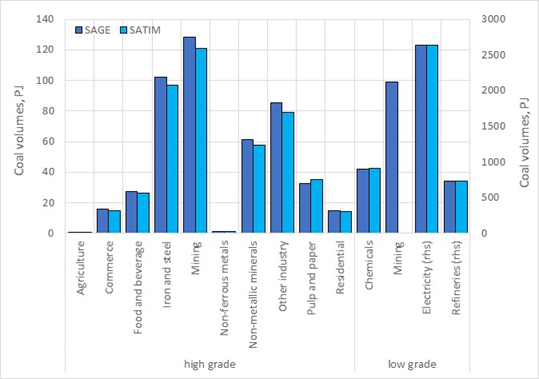 140
120
100
80
60
40
20
0
Coal volumes, PJ
SAGE SATIM
3000
2500
2000
1500
1000
500
0
Coal volumes, PJ
Agriculture
Commerce
Food and beverage
Iron and steel
Mining
Non-ferrous metals
Non-metallic minerals
Other industry
Pulp and paper
Residential
Chemicals
Mining
Electricity (rhs)
Refineries (rhs)
high grade
low grade